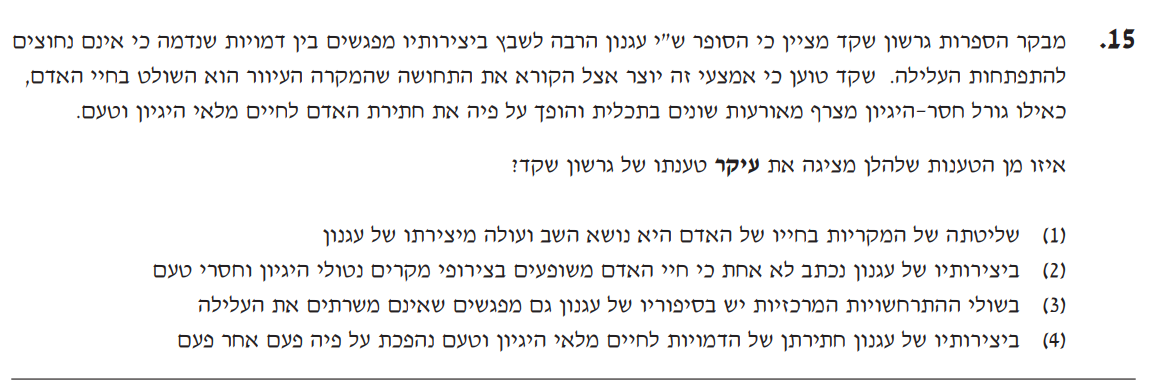 15. מבקר הספרות גרשון שקד מציין כי הסופר ש"י עגנון הרבה לשבץ ביצירותיו מפגשים בין דמויות שנדמה כי אינם נחוצים
להתפתחות העלילה. שקד טוען כי אמצעי זה יוצר אצל הקורא את התחושה שהמקרה העיוור הוא השולט בחיי האדם,
כאילו גורל חסר-היגיון מצרף מאורעות שונים בתכלית והופך על פיה את חתירת האדם לחיים מלאי היגיון וטעם.
איזו מן הטענות שלהלן מציגה את עיקר טענתו של גרשון שקד?
(1) שליטתה של המקריות בחייו של האדם היא נושא השב ועולה מיצירתו של עגנון
(2) ביצירותיו של עגנון נכתב לא אחת כי חיי האדם משופעים בצירופי מקרים נטולי היגיון וחסרי טעם
(3) בשולי ההתרחשויות המרכזיות יש בסיפוריו של עגנון גם מפגשים שאינם משרתים את העלילה
(4) ביצירותיו של עגנון חתירתן של הדמויות לחיים מלאי היגיון וטעם נהפכת על פיה פעם אחר פעם